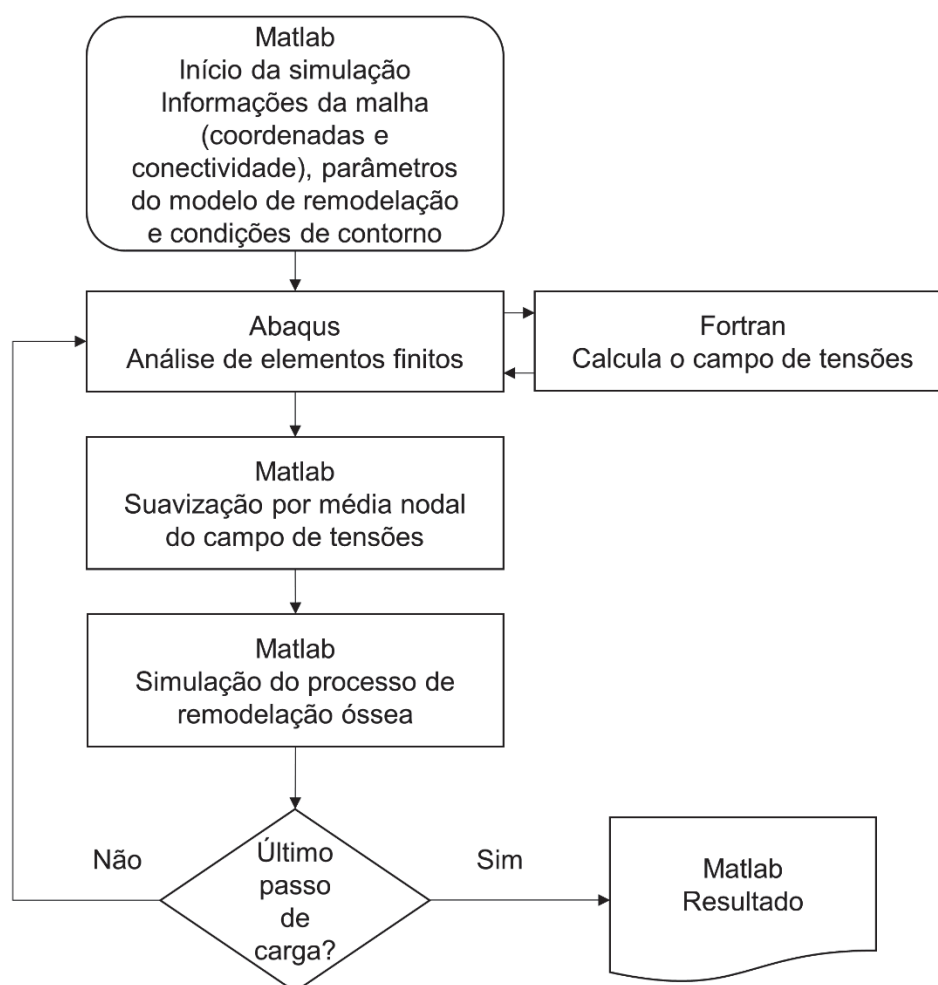 Matlab
Início da simulação
Informações da malha
(coordenadas e
conectividade), parâmetros
do modelo de remodelação
e condições de contorno
Abaqus
Análise de elementos finitos
Fortran
Calcula o campo de tensões
Matlab
Suavização por média nodal
do campo de tensões
Matlab
Simulação do processo de
remodelação óssea
Não
Último
passo
de
carga?
Sim
Matlab
Resultado